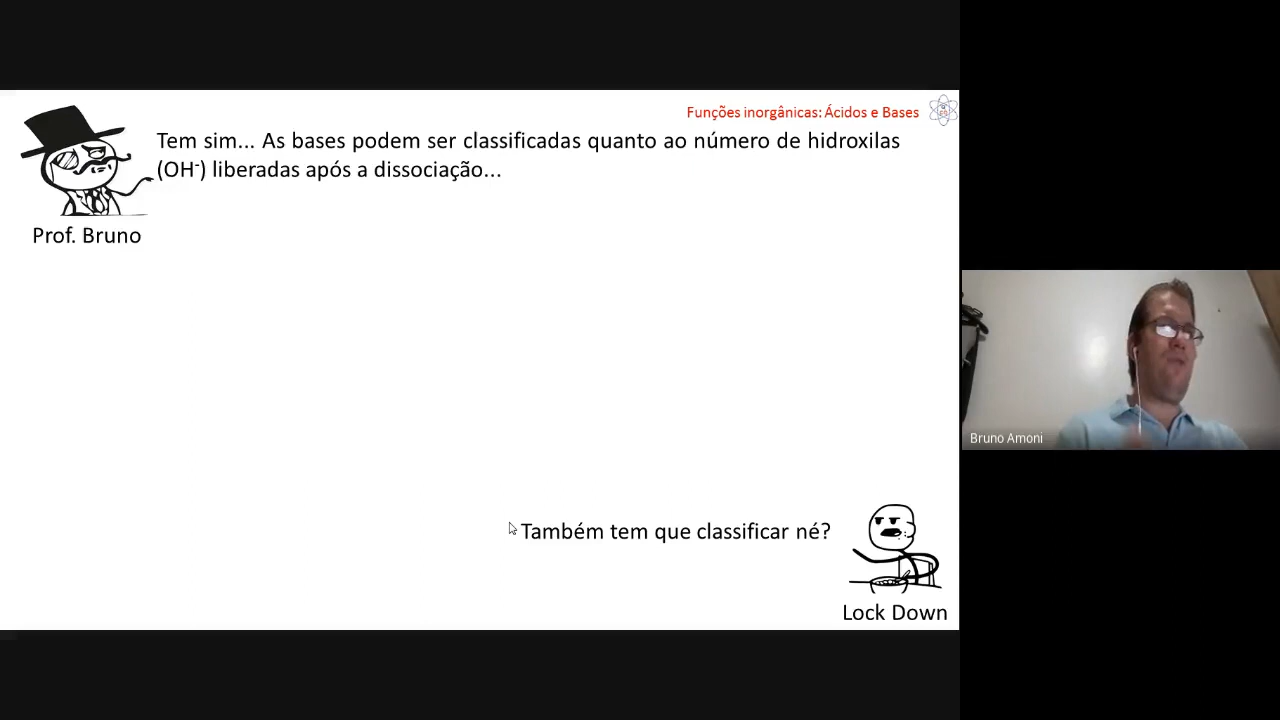 Funções inorgânicas: Ácidos e Bases
Tem sim... As bases podem ser classificadas quanto ao número de hidroxilas
(OH⁻) liberadas após a dissociação...
Prof. Bruno
Bruno Amoni
Também tem que classificar né?
Lock Down